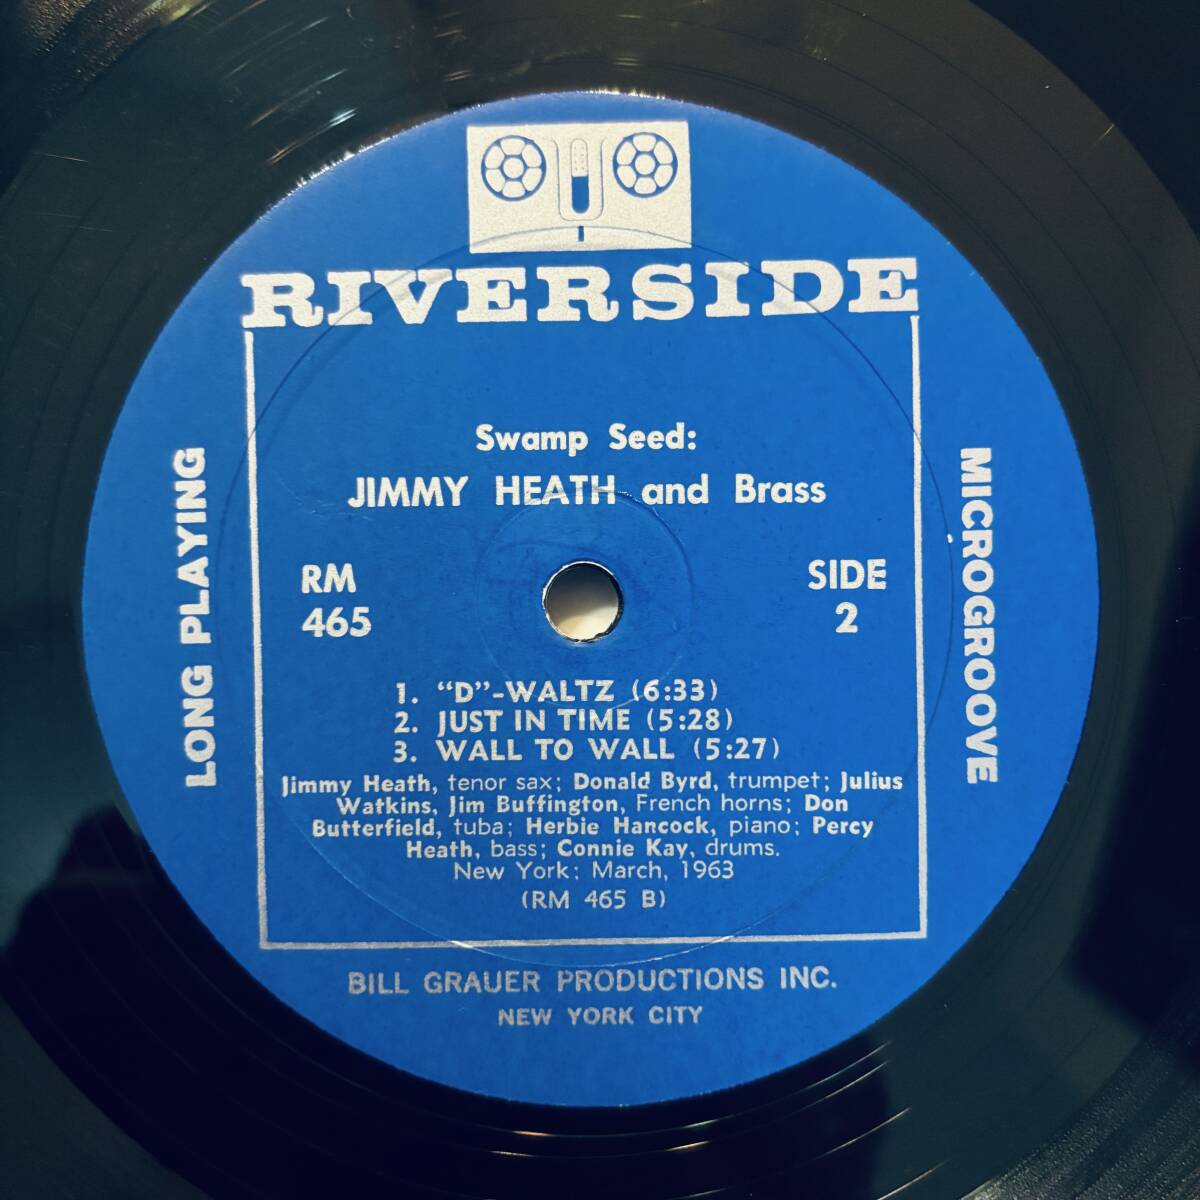 RIVERSIDE
Swamp Seed:
JIMMY HEATH and Brass
RM
465
SIDE
2
LONG PLAYING
MICROGROOVE
1. “D”-WALTZ (6:33)
2. JUST IN TIME (5:28)
3. WALL TO WALL (5:27)
Jimmy Heath, tenor sax; Donald Byrd, trumpet; Julius
Watkins, Jim Buffington, French horns; Don
Butterfield, tuba; Herbie Hancock, piano; Percy
Heath, bass; Connie Kay, drums.
New York; March, 1963
(RM 465 B)
BILL GRAUER PRODUCTIONS INC.
NEW YORK CITY